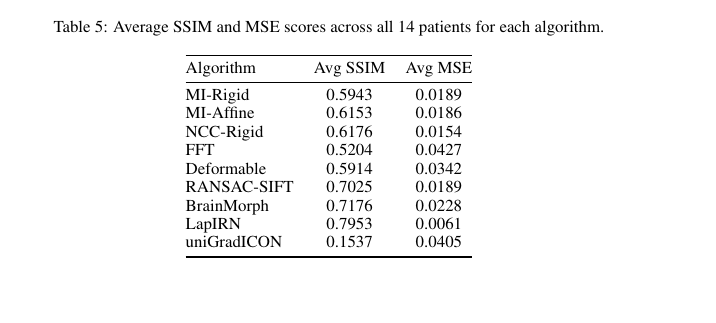 Table 5: Average SSIM and MSE scores across all 14 patients for each algorithm.
Algorithm Avg SSIM Avg MSE
MI-Rigid 0.5943 0.0189
MI-Affine 0.6153 0.0186
NCC-Rigid 0.6176 0.0154
FFT 0.5204 0.0427
Deformable 0.5914 0.0342
RANSAC-SIFT 0.7025 0.0189
BrainMorph 0.7176 0.0228
LapIRN 0.7953 0.0061
uniGradICON 0.1537 0.0405